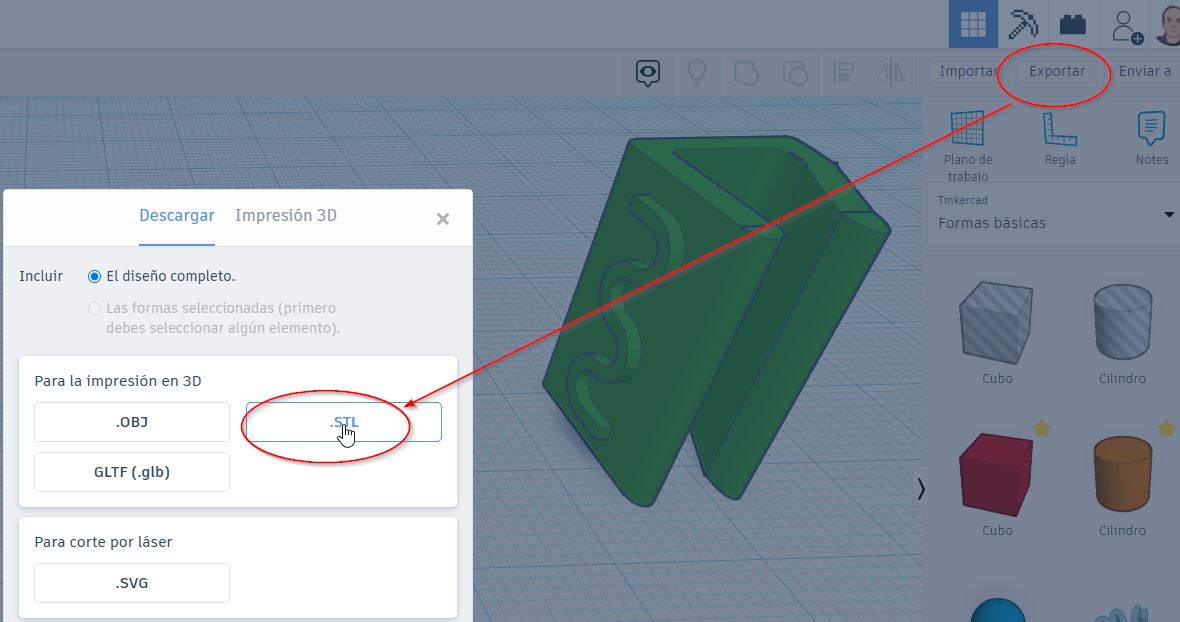 Importar
Exportar
Enviar a
Plano de
trabajo
Regla
Notes
Tinkercad
Formas básicas
Cubo
Cilindro
Cubo
Cilindro
Descargar
Impresión 3D
Incluir
El diseño completo.
Las formas seleccionadas (primero
debes seleccionar algún elemento).
Para la impresión en 3D
.OBJ
.STL
GLTF (.glb)
Para corte por láser
.SVG